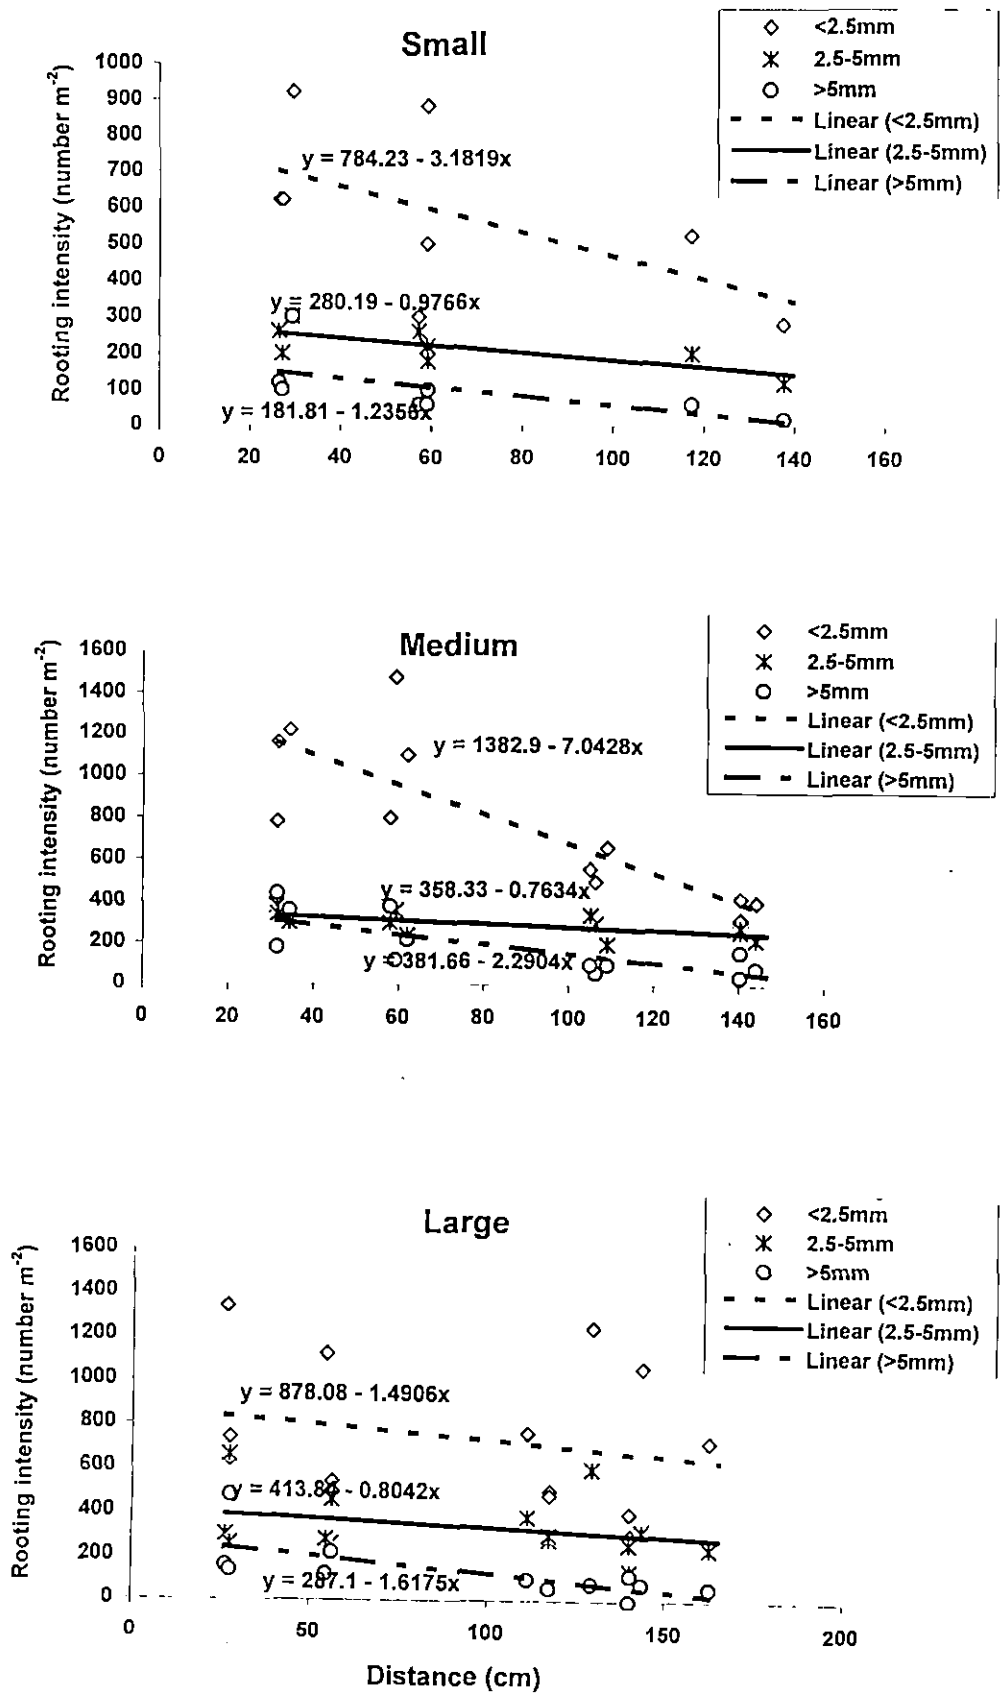 Small
<2.5mm
2.5-5mm
>5mm
Linear (<2.5mm)
Linear (2.5-5mm)
Linear (>5mm)
Rooting intensity (number m-2)
1000
900
800
700
600
500
400
300
200
100
0
y = 784.23 - 3.1819x
y = 280.19 - 0.9766x
y = 181.81 - 1.2356x
0 20 40 60 80 100 120 140 160
Medium
<2.5mm
2.5-5mm
>5mm
Linear (<2.5mm)
Linear (2.5-5mm)
Linear (>5mm)
Rooting intensity (number m-2)
1600
1400
1200
1000
800
600
400
200
0
y = 1382.9 - 7.0428x
y = 358.33 - 0.7634x
y = 381.66 - 2.2904x
0 20 40 60 80 100 120 140 160
Large
<2.5mm
2.5-5mm
>5mm
Linear (<2.5mm)
Linear (2.5-5mm)
Linear (>5mm)
Rooting intensity (number m-2)
1600
1400
1200
1000
800
600
400
200
0
y = 878.08 - 1.4906x
y = 413.84 - 0.8042x
y = 287.1 - 1.6175x
0 50 100 150 200
Distance (cm)